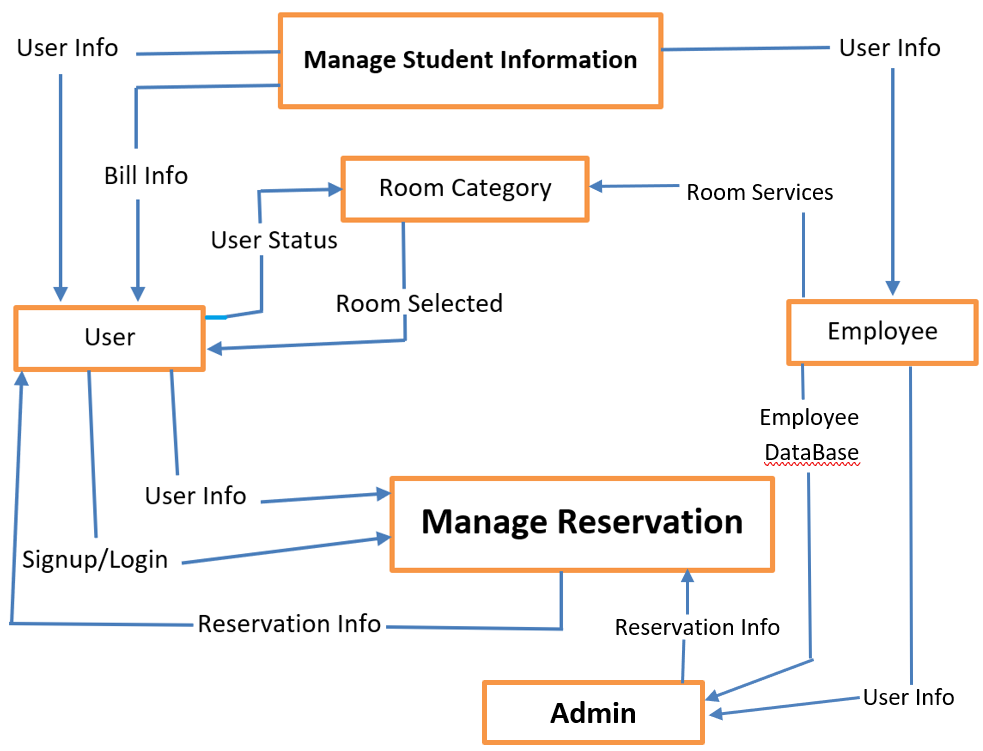 User Info
Manage Student Information
User Info
Bill Info
Room Category
Room Services
User Status
Room Selected
User
Employee
Employee
DataBase
User Info
Manage Reservation
Signup/Login
Reservation Info
Reservation Info
Admin
User Info